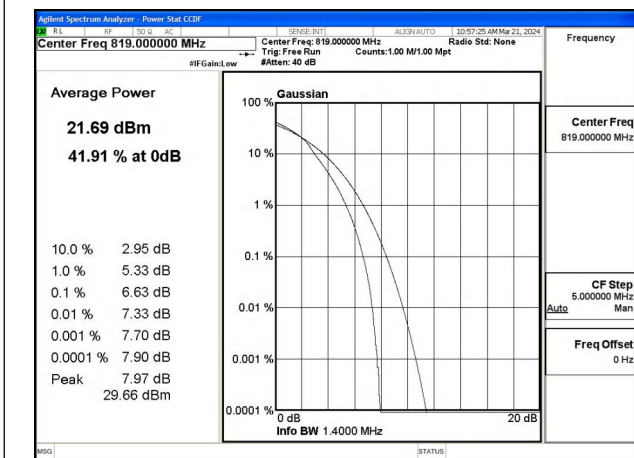 Agilent Spectrum Analyzer - Power Stat CCDF
RL RF 50 Ω AC SENSE:INT ALIGN AUTO 10:57:25 AM Mar 21, 2024
Center Freq 819.000000 MHz
Center Freq: 819.000000 MHz Radio Std: None
Trig: Free Run Counts:1.00 M/1.00 Mpt
#IFGain:Low #Atten: 40 dB
Frequency
Average Power
21.69 dBm
41.91 % at 0dB
10.0 % 2.95 dB
1.0 % 5.33 dB
0.1 % 6.63 dB
0.01 % 7.33 dB
0.001 % 7.70 dB
0.0001 % 7.90 dB
Peak 7.97 dB
29.66 dBm
Gaussian
100 %
10 %
1 %
0.1 %
0.01 %
0.001 %
0.0001 %
0 dB 20 dB
Info BW 1.4000 MHz
Center Freq
819.000000 MHz
CF Step
5.000000 MHz
Auto Man
Freq Offset
0 Hz
MSG STATUS